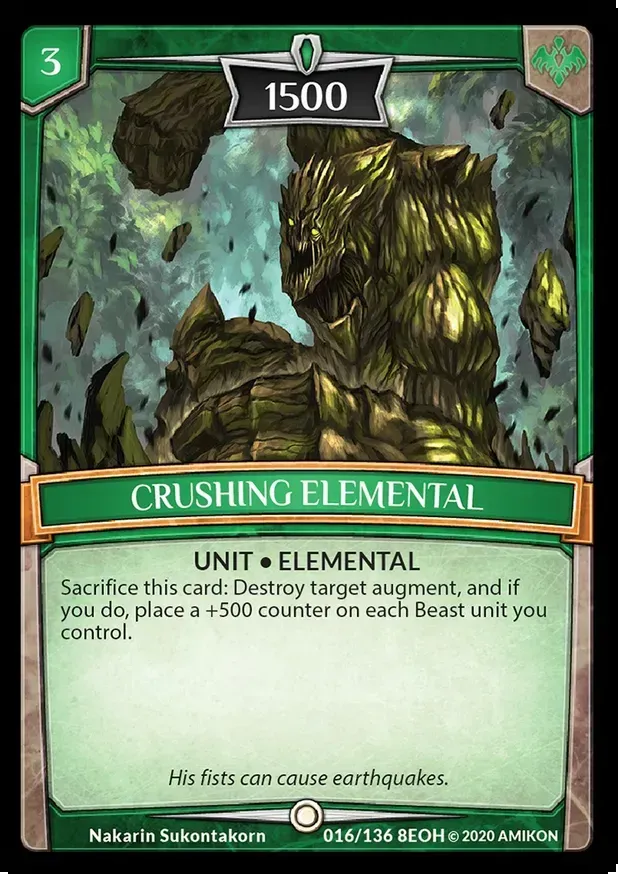 3
1500
CRUSHING ELEMENTAL
UNIT • ELEMENTAL
Sacrifice this card: Destroy target augment, and if
you do, place a +500 counter on each Beast unit you
control.
His fists can cause earthquakes.
Nakarin Sukontakorn 016/136 8EOH © 2020 AMIKON